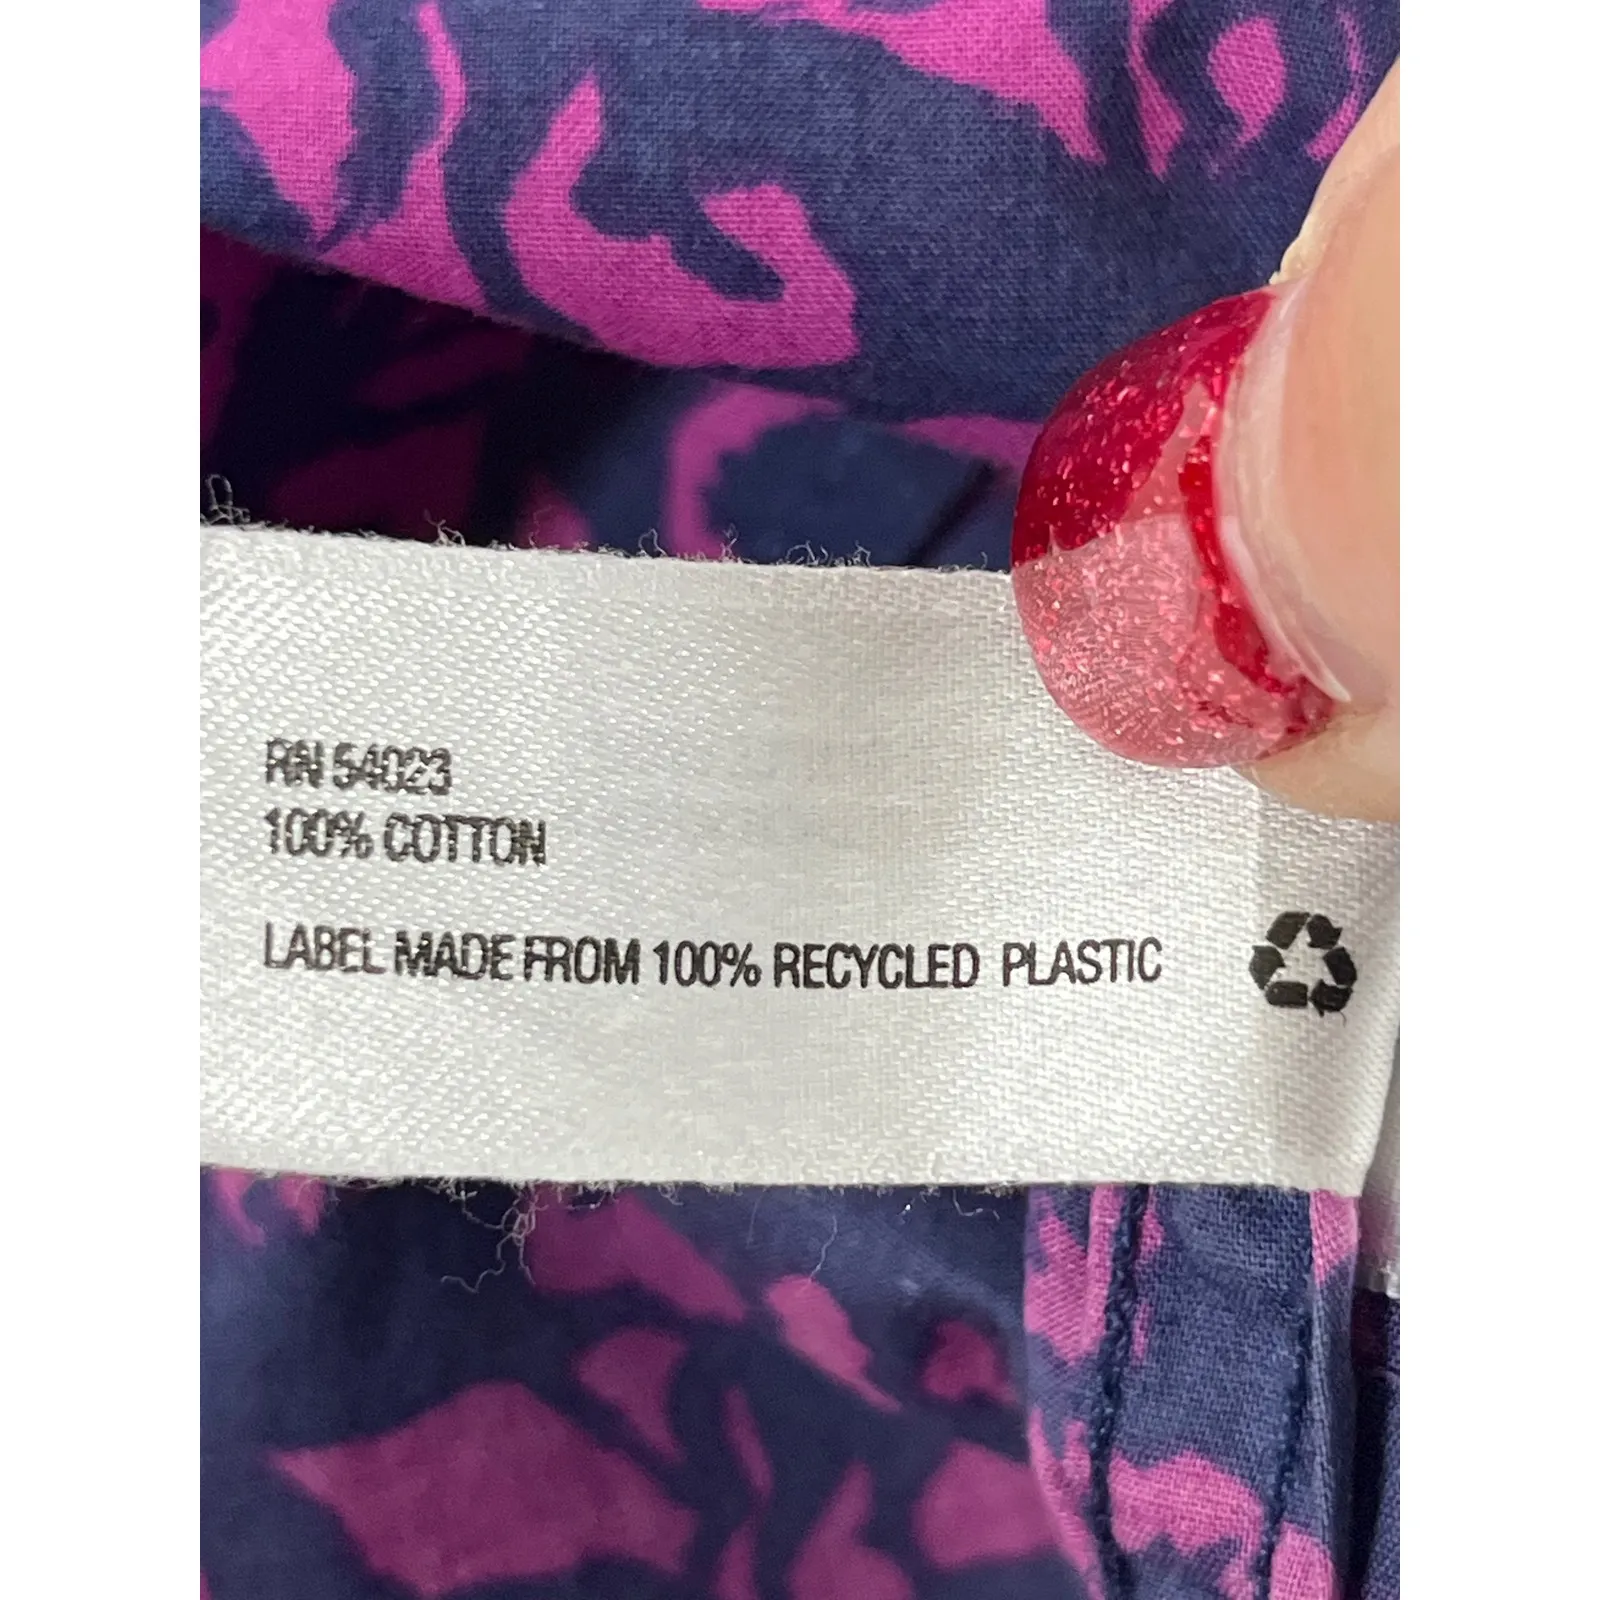 RN 54023
100% COTTON
LABEL MADE FROM 100% RECYCLED PLASTIC